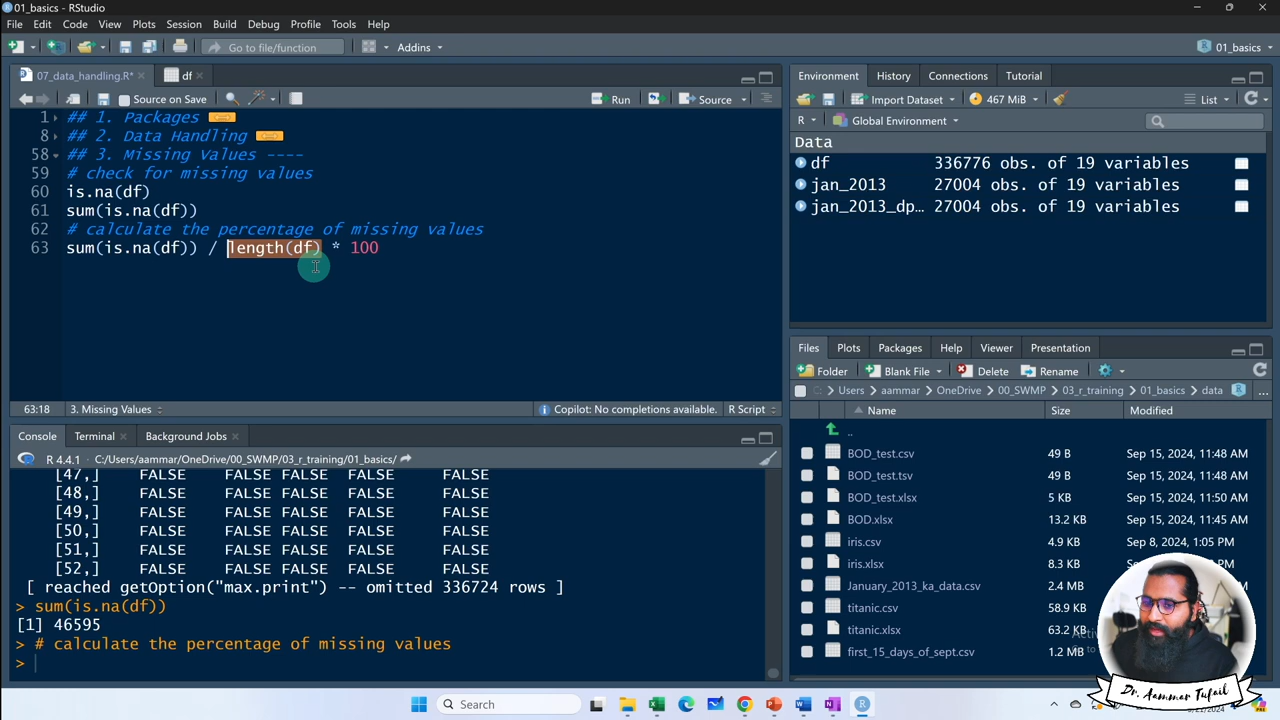 01_basics - RStudio
File Edit Code View Plots Session Build Debug Profile Tools Help
Go to file/function Addins 01_basics
07_data_handling.R* df
Source on Save Run Source
1 ## 1. Packages
8 ## 2. Data Handling
58 ## 3. Missing Values ----
59 # check for missing values
60 is.na(df)
61 sum(is.na(df))
62 # calculate the percentage of missing values
63 sum(is.na(df)) / length(df) * 100
63:18 3. Missing Values Copilot: No completions available. R Script
Console Terminal Background Jobs
R 4.4.1 C:/Users/aammar/OneDrive/00_SWMP/03_r_training/01_basics/
[47,] FALSE FALSE FALSE FALSE FALSE
[48,] FALSE FALSE FALSE FALSE FALSE
[49,] FALSE FALSE FALSE FALSE FALSE
[50,] FALSE FALSE FALSE FALSE FALSE
[51,] FALSE FALSE FALSE FALSE FALSE
[52,] FALSE FALSE FALSE FALSE FALSE
[ reached getOption("max.print") -- omitted 336724 rows ]
> sum(is.na(df))
[1] 46595
> # calculate the percentage of missing values
>
Environment History Connections Tutorial
Import Dataset 467 MiB List
R Global Environment
Data
df 336776 obs. of 19 variables
jan_2013 27004 obs. of 19 variables
jan_2013_dp... 27004 obs. of 19 variables
Files Plots Packages Help Viewer Presentation
Folder Blank File Delete Rename
C: Users aammar OneDrive 00_SWMP 03_r_training 01_basics data ...
Name Size Modified
..
BOD_test.csv 49 B Sep 15, 2024, 11:48 AM
BOD_test.tsv 49 B Sep 15, 2024, 11:48 AM
BOD_test.xlsx 5 KB Sep 15, 2024, 11:50 AM
BOD.xlsx 13.2 KB Sep 15, 2024, 11:45 AM
iris.csv 4.9 KB Sep 8, 2024, 1:05 PM
iris.xlsx 8.3 KB
January_2013_ka_data.csv 2.4 MB
titanic.csv 58.9 KB
titanic.xlsx 63.2 KB
first_15_days_of_sept.csv 1.2 MB
Dr. Aammar Tufail
Search